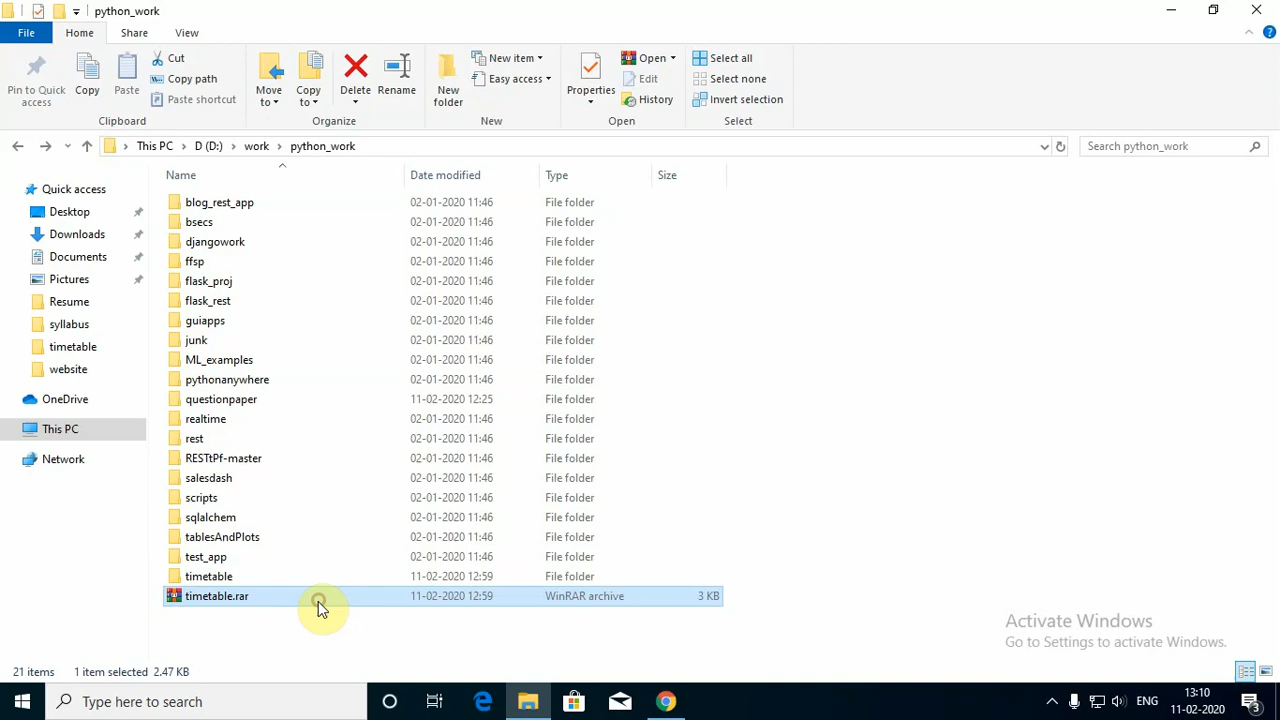 python_work
File Home Share View
Pin to Quick access
Copy
Paste
Cut
Copy path
Paste shortcut
Clipboard
Move to
Copy to
Delete
Rename
Organize
New folder
New item
Easy access
New
Properties
Open
Edit
History
Open
Select all
Select none
Invert selection
Select
This PC D (D:) work python_work
Search python_work
Quick access
Desktop
Downloads
Documents
Pictures
Resume
syllabus
timetable
website
OneDrive
This PC
Network
Name Date modified Type Size
blog_rest_app 02-01-2020 11:46 File folder
bsecs 02-01-2020 11:46 File folder
djangowork 02-01-2020 11:46 File folder
ffsp 02-01-2020 11:46 File folder
flask_proj 02-01-2020 11:46 File folder
flask_rest 02-01-2020 11:46 File folder
guiapps 02-01-2020 11:46 File folder
junk 02-01-2020 11:46 File folder
ML_examples 02-01-2020 11:46 File folder
pythonanywhere 02-01-2020 11:46 File folder
questionpaper 11-02-2020 12:25 File folder
realtime 02-01-2020 11:46 File folder
rest 02-01-2020 11:46 File folder
RESTtPf-master 02-01-2020 11:46 File folder
salesdash 02-01-2020 11:46 File folder
scripts 02-01-2020 11:46 File folder
sqlalchem 02-01-2020 11:46 File folder
tablesAndPlots 02-01-2020 11:46 File folder
test_app 02-01-2020 11:46 File folder
timetable 11-02-2020 12:59 File folder
timetable.rar 11-02-2020 12:59 WinRAR archive 3 KB
Activate Windows
Go to Settings to activate Windows.
21 items 1 item selected 2.47 KB
Type here to search
ENG
13:10
11-02-2020
3